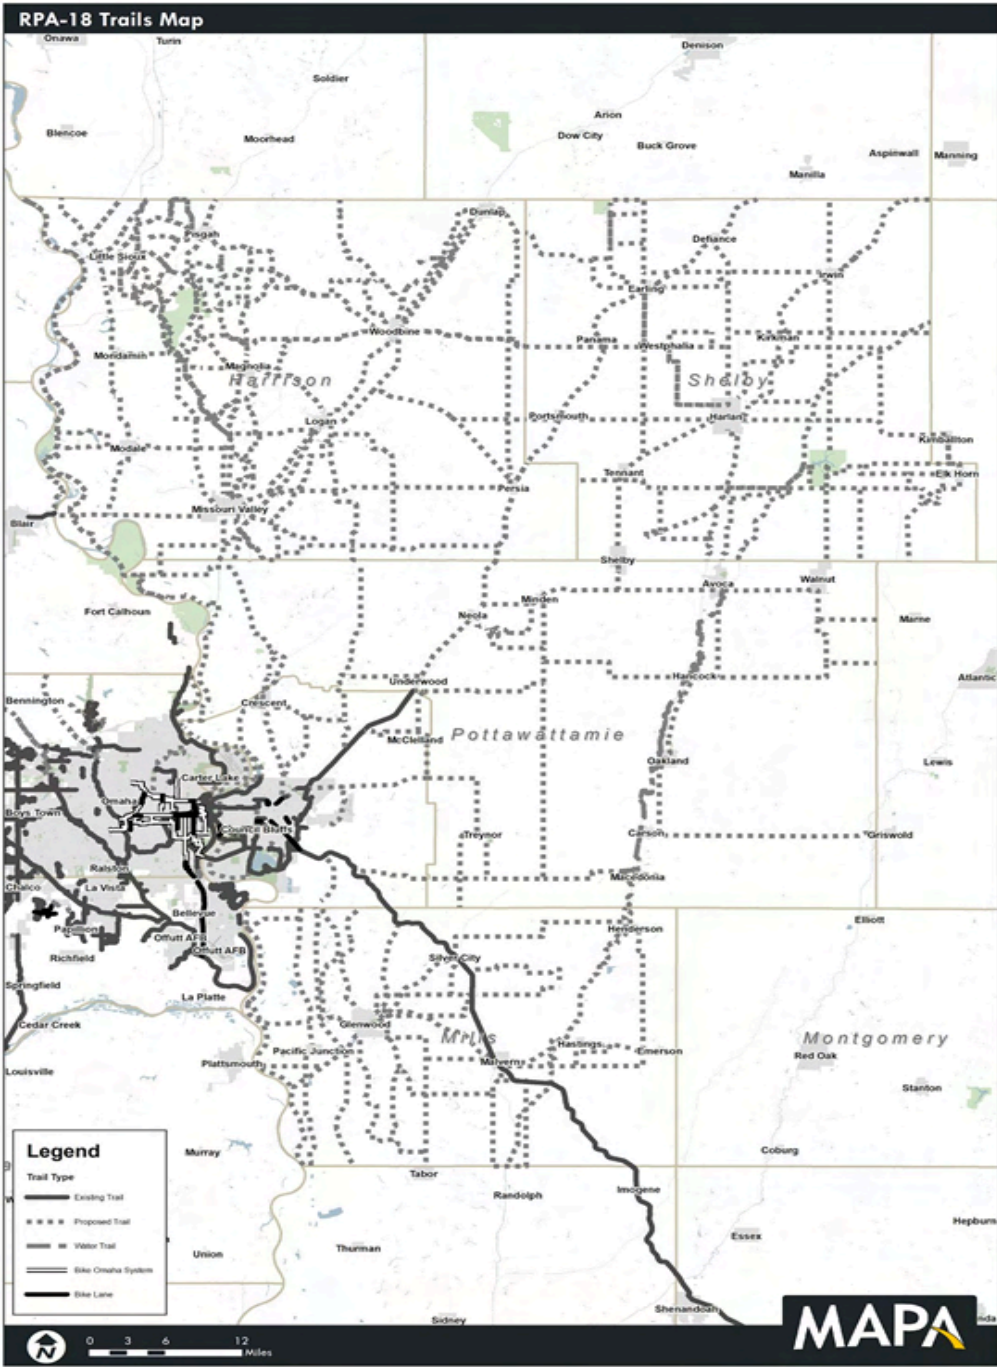 RPA-18 Trails Map
Onawa
Turin
Denison
Soldier
Arion
Blencoe
Moorhead
Dow City
Buck Grove
Aspinwall
Manning
Manilla
Dunlap
Pisgah
Defiance
Little Sioux
Irwin
Earling
Woodbine
Panama
Westphalia
Kirkman
Mondamin
Magnolia
Harrison
Shelby
Logan
Portsmouth
Harlan
Kimballton
Modale
Tennant
Elk Horn
Persia
Missouri Valley
Blair
Shelby
Avoca
Walnut
Minden
Fort Calhoun
Neola
Marne
Underwood
Hancock
Atlantic
Bennington
Crescent
McClelland
Pottawattamie
Oakland
Lewis
Carter Lake
Omaha
Boys Town
Council Bluffs
Treynor
Carson
Griswold
Ralston
Macedonia
Chalco
La Vista
Bellevue
Elliott
Papillion
Henderson
Offutt AFB
Offutt AFB
Richfield
Silver City
Springfield
La Platte
Cedar Creek
Glenwood
Mills
Hastings
Montgomery
Pacific Junction
Emerson
Red Oak
Louisville
Plattsmouth
Malvern
Stanton
Legend
Murray
Coburg
Trail Type
Tabor
Existing Trail
Randolph
Imogene
Proposed Trail
Hepburn
Essex
Water Trail
Union
Thurman
Bike Omaha System
Bike Lane
Shenandoah
Sidney
MAPA
N
0 3 6 12
Miles